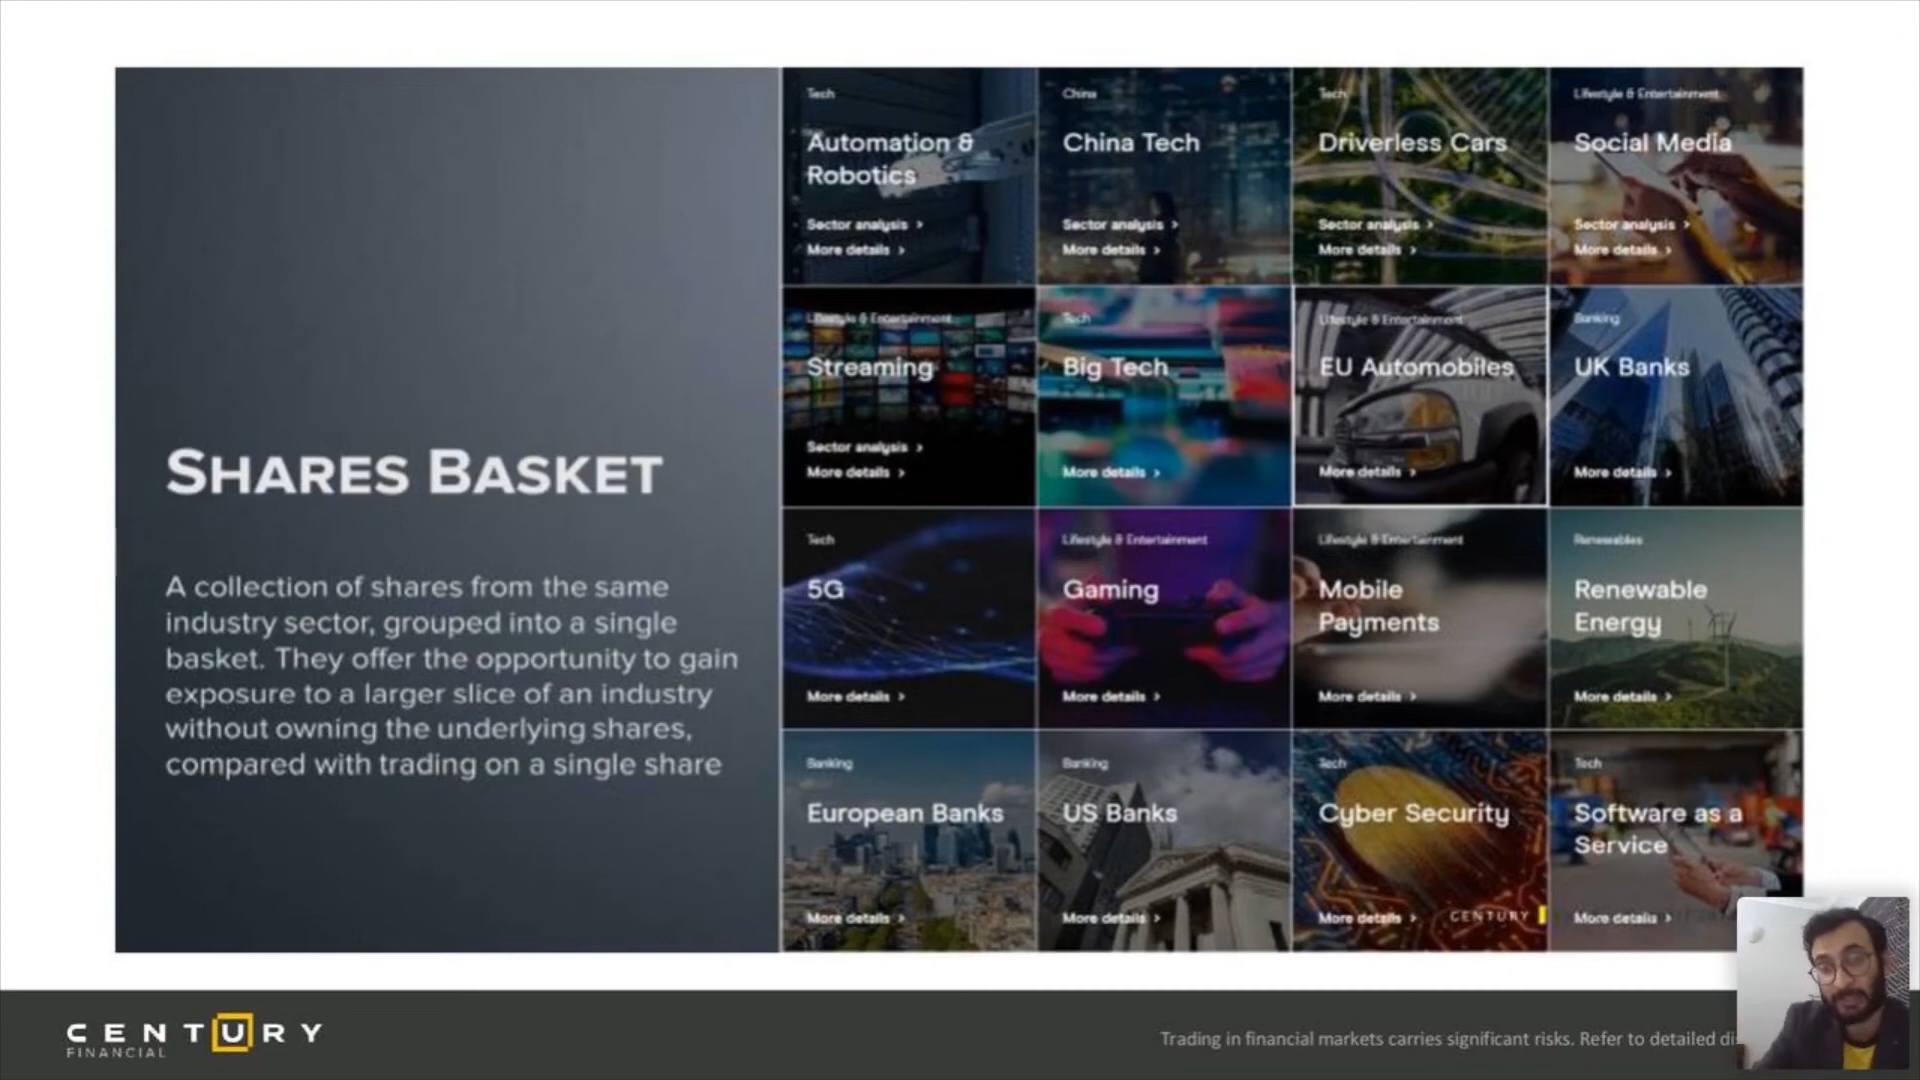 SHARES BASKET
A collection of shares from the same
industry sector, grouped into a single
basket. They offer the opportunity to gain
exposure to a larger slice of an industry
without owning the underlying shares,
compared with trading on a single share
Tech
Automation &
Robotics
Sector analysis >
More details >
China
China Tech
Sector analysis >
More details >
Tech
Driverless Cars
Sector analysis >
More details >
Lifestyle & Entertainment
Social Media
Sector analysis >
More details >
Lifestyle & Entertainment
Streaming
Sector analysis >
More details >
Tech
Big Tech
More details >
Lifestyle & Entertainment
EU Automobiles
More details >
Banking
UK Banks
More details >
Tech
5G
More details >
Lifestyle & Entertainment
Gaming
More details >
Lifestyle & Entertainment
Mobile
Payments
More details >
Renewables
Renewable
Energy
More details >
Banking
European Banks
More details >
Banking
US Banks
More details >
Tech
Cyber Security
More details >
CENTURY
Tech
Software as a
Service
More details >
CENTURY
FINANCIAL
Trading in financial markets carries significant risks. Refer to detailed